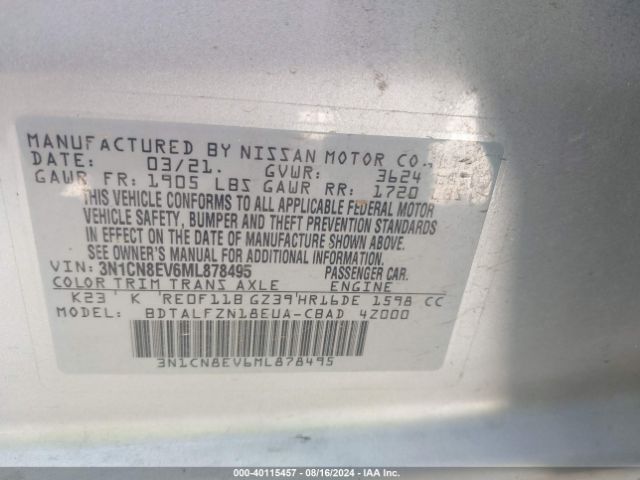 MANUFACTURED BY NISSAN MOTOR CO.,
DATE: 03/21. GVWR: 3624
GAWR FR: 1905 LBS GAWR RR: 1720
THIS VEHICLE CONFORMS TO ALL APPLICABLE FEDERAL MOTOR
VEHICLE SAFETY, BUMPER AND THEFT PREVENTION STANDARDS
IN EFFECT ON THE DATE OF MANUFACTURE SHOWN ABOVE.
SEE OWNER'S MANUAL FOR ADDITIONAL INFORMATION.
VIN: 3N1CN8EV6ML878495 PASSENGER CAR.
COLOR TRIM TRANS AXLE ENGINE
K23 K RE0F11B GZ39 HR16DE 1598 CC
MODEL: BDTALFZN18EUA-CBAD 4Z000
3N1CN8EV6ML878495
000-40115457 - 08/16/2024 - IAA Inc.